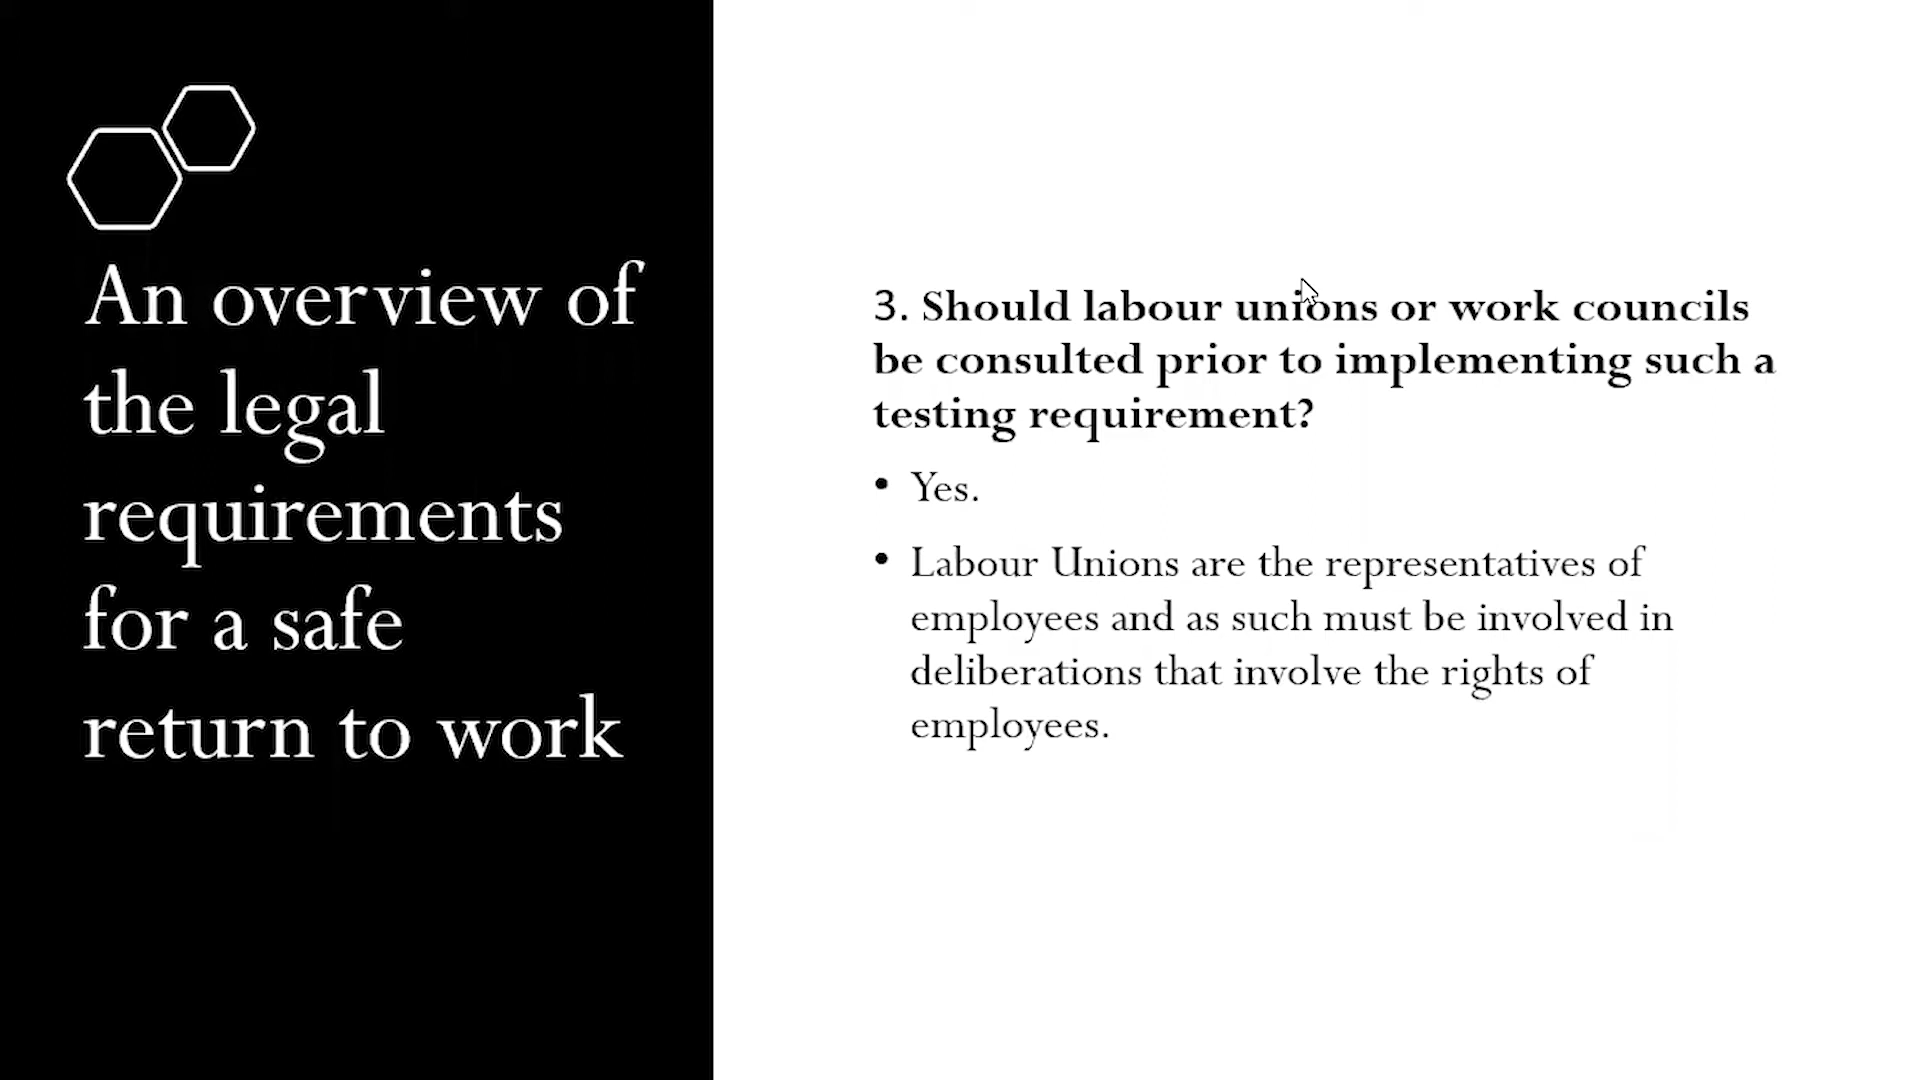 An overview of
the legal
requirements
for a safe
return to work
3. Should labour unions or work councils
be consulted prior to implementing such a
testing requirement?
• Yes.
• Labour Unions are the representatives of
employees and as such must be involved in
deliberations that involve the rights of
employees.